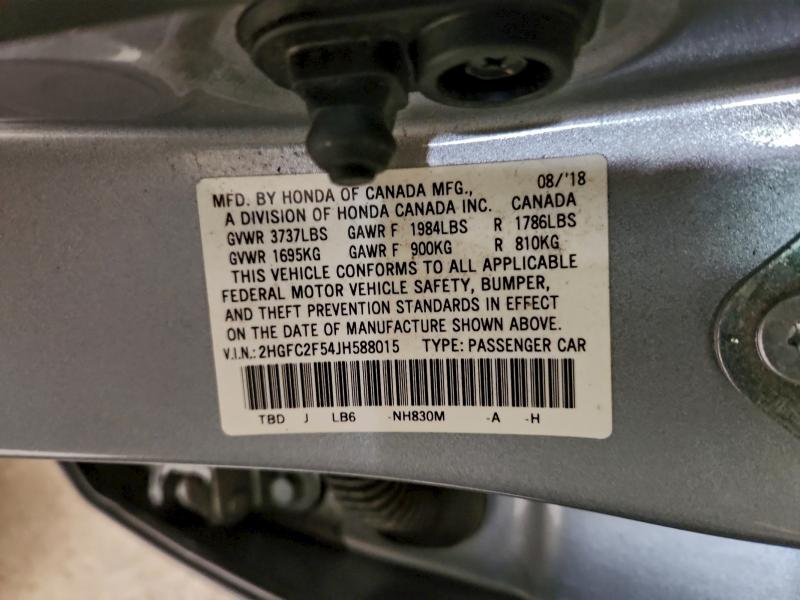 MFD. BY HONDA OF CANADA MFG., 08/'18
A DIVISION OF HONDA CANADA INC. CANADA
GVWR 3737LBS GAWR F 1984LBS R 1786LBS
GVWR 1695KG GAWR F 900KG R 810KG
THIS VEHICLE CONFORMS TO ALL APPLICABLE
FEDERAL MOTOR VEHICLE SAFETY, BUMPER,
AND THEFT PREVENTION STANDARDS IN EFFECT
ON THE DATE OF MANUFACTURE SHOWN ABOVE.
V.I.N.: 2HGFC2F54JH588015 TYPE: PASSENGER CAR
TBD J LB6 -NH830M -A -H